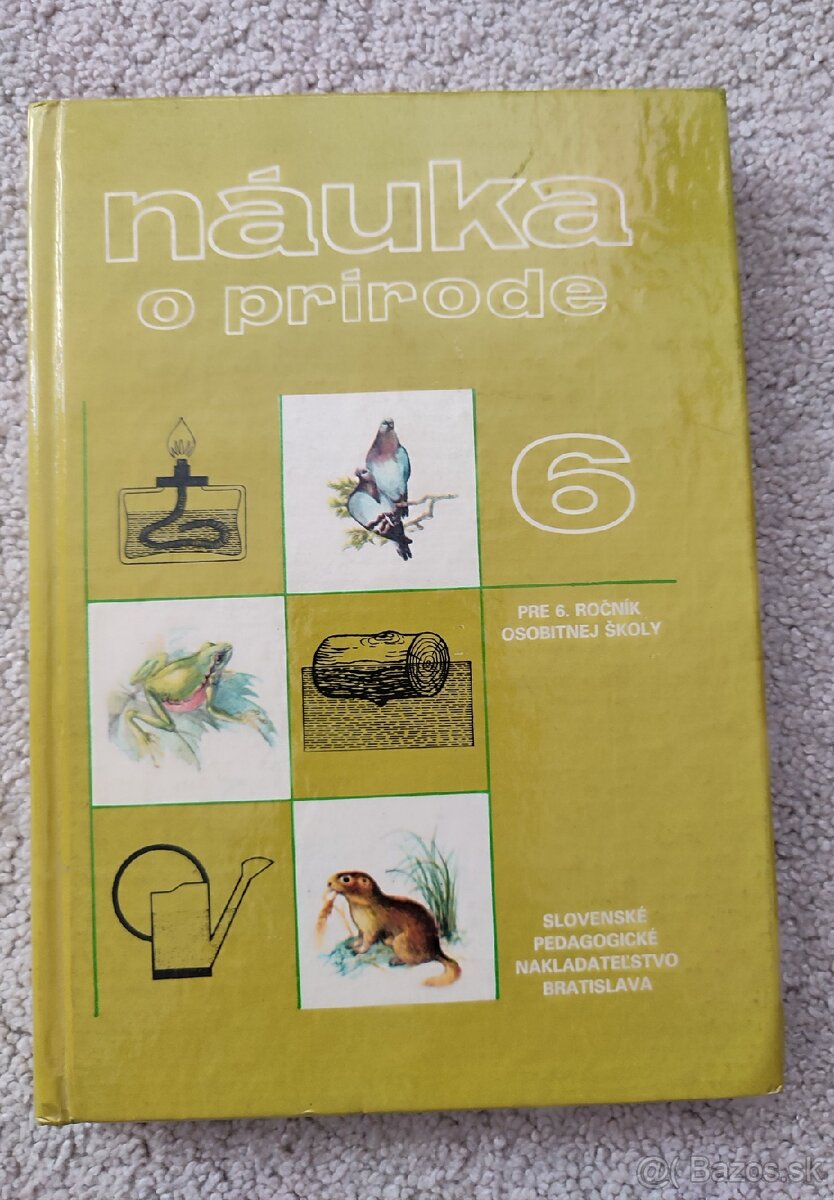 náuka
o prírode
6
PRE 6. ROČNÍK
OSOBITNEJ ŠKOLY
SLOVENSKÉ
PEDAGOGICKÉ
NAKLADATEĽSTVO
BRATISLAVA
@( Bazos.sk